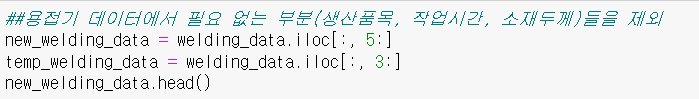 ##용접기 데이터에서 필요 없는 부분(생산품목, 작업시간, 소재두께)들을 제외
new_welding_data = welding_data.iloc[:, 5:]
temp_welding_data = welding_data.iloc[:, 3:]
new_welding_data.head()